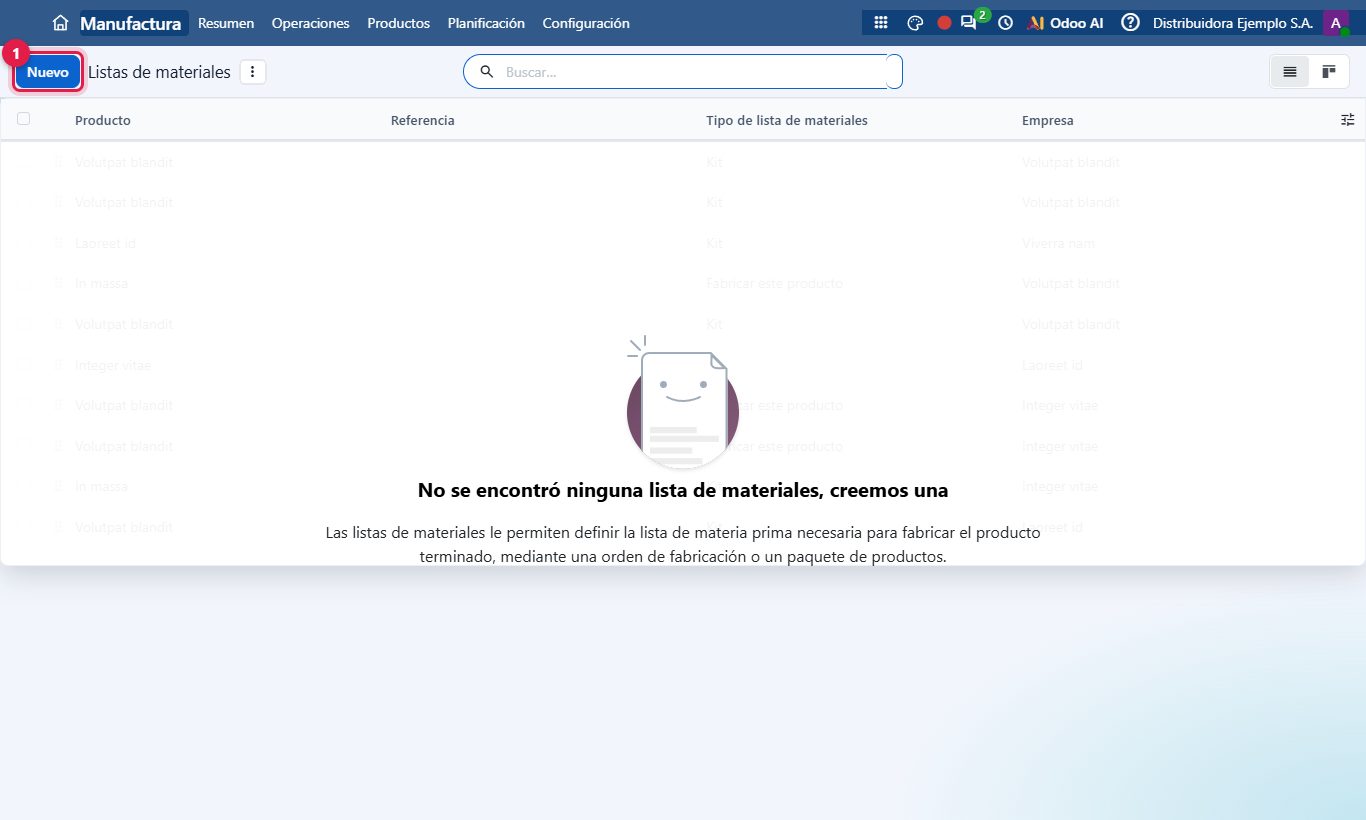 Manufactura Resumen Operaciones Productos Planificación Configuración 2 Odoo AI Distribuidora Ejemplo S.A. A
1
Nuevo Listas de materiales Buscar...
Producto Referencia Tipo de lista de materiales Empresa
Volutpat blandit Kit Volutpat blandit
Volutpat blandit Kit Volutpat blandit
Laoreet id Kit Viverra nam
In massa Fabricar este producto Volutpat blandit
Volutpat blandit Kit Volutpat blandit
Integer vitae Laoreet id
Volutpat blandit este producto Integer vitae
Volutpat blandit este producto Integer vitae
In massa Integer vitae
No se encontró ninguna lista de materiales, creemos una
Volutpat blandit
Las listas de materiales le permiten definir la lista de materia prima necesaria para fabricar el producto
terminado, mediante una orden de fabricación o un paquete de productos.